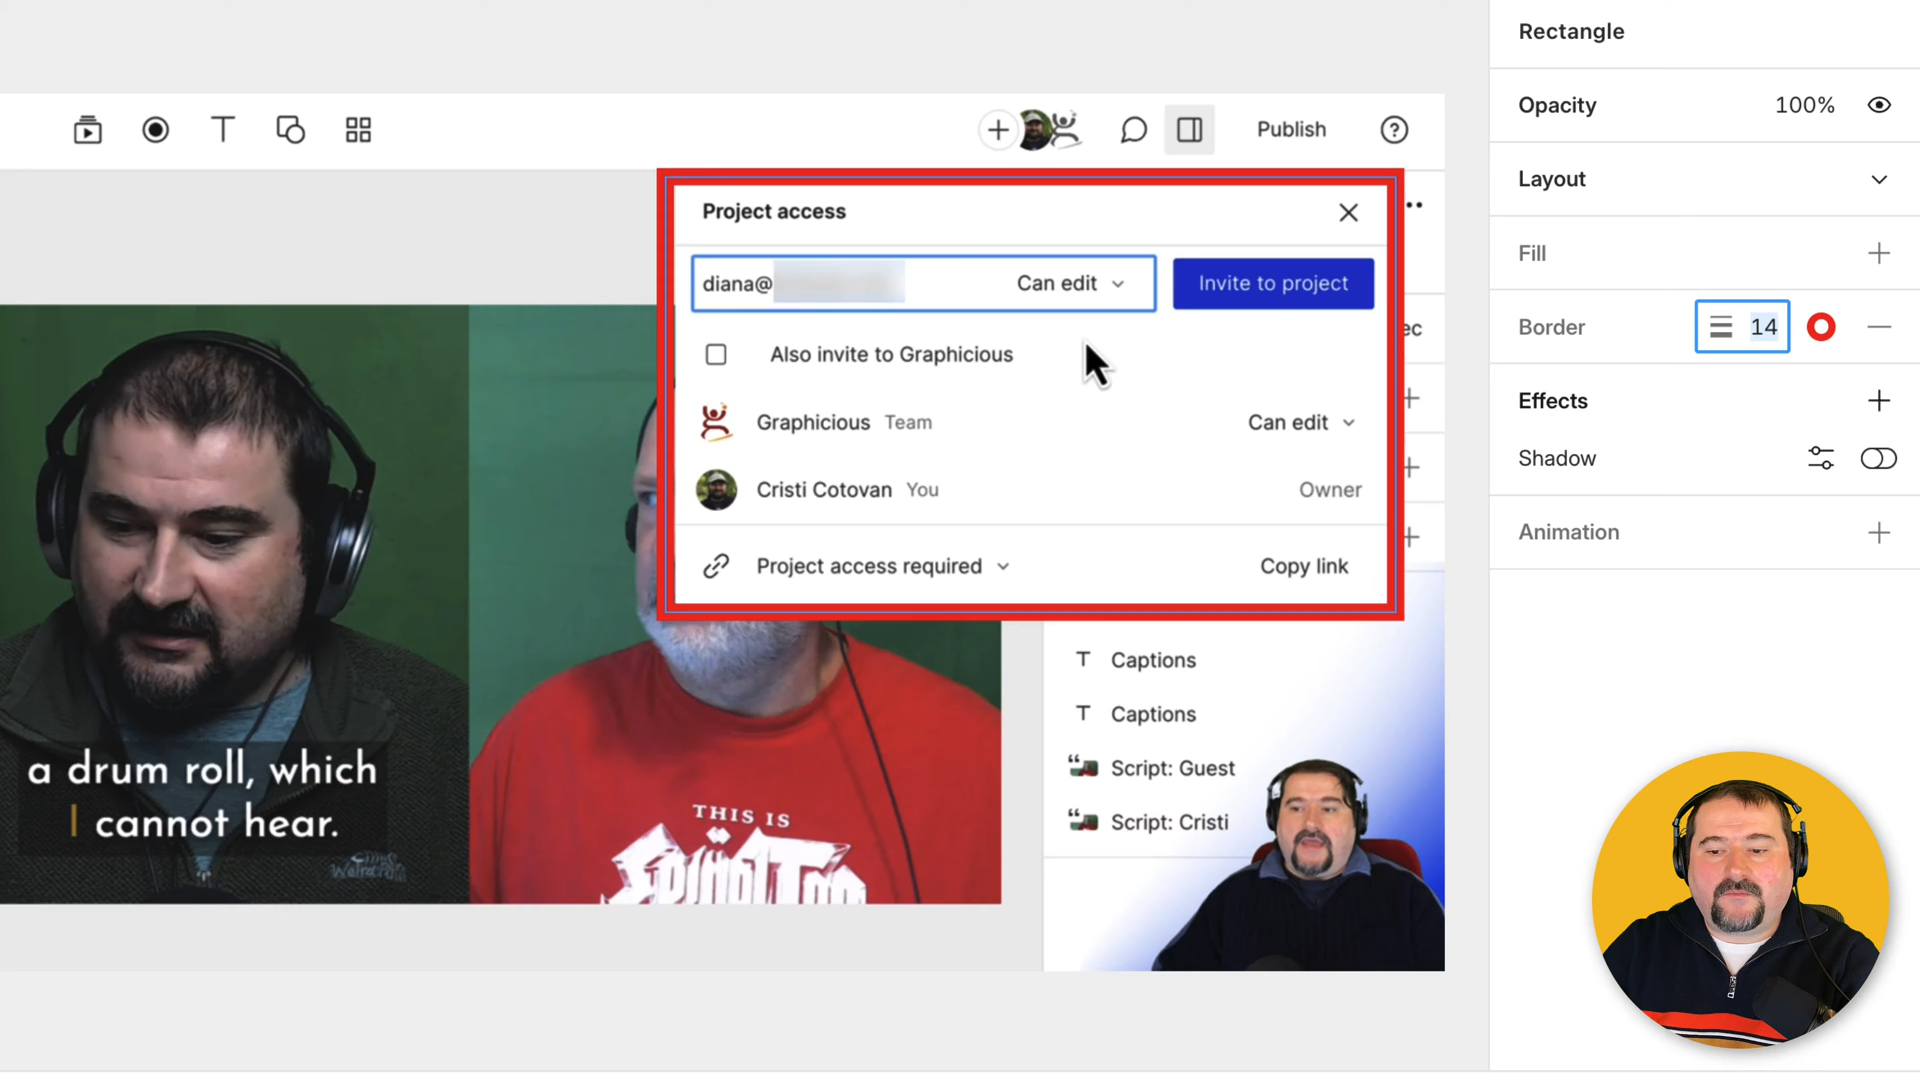 Publish
Project access
diana@
Can edit
Invite to project
Also invite to Graphicious
Graphicious Team
Can edit
Cristi Cotovan You
Owner
Project access required
Copy link
ec
Captions
Captions
Script: Guest
Script: Cristi
a drum roll, which
I cannot hear.
THIS IS
Rectangle
Opacity
100%
Layout
Fill
Border
14
Effects
Shadow
Animation